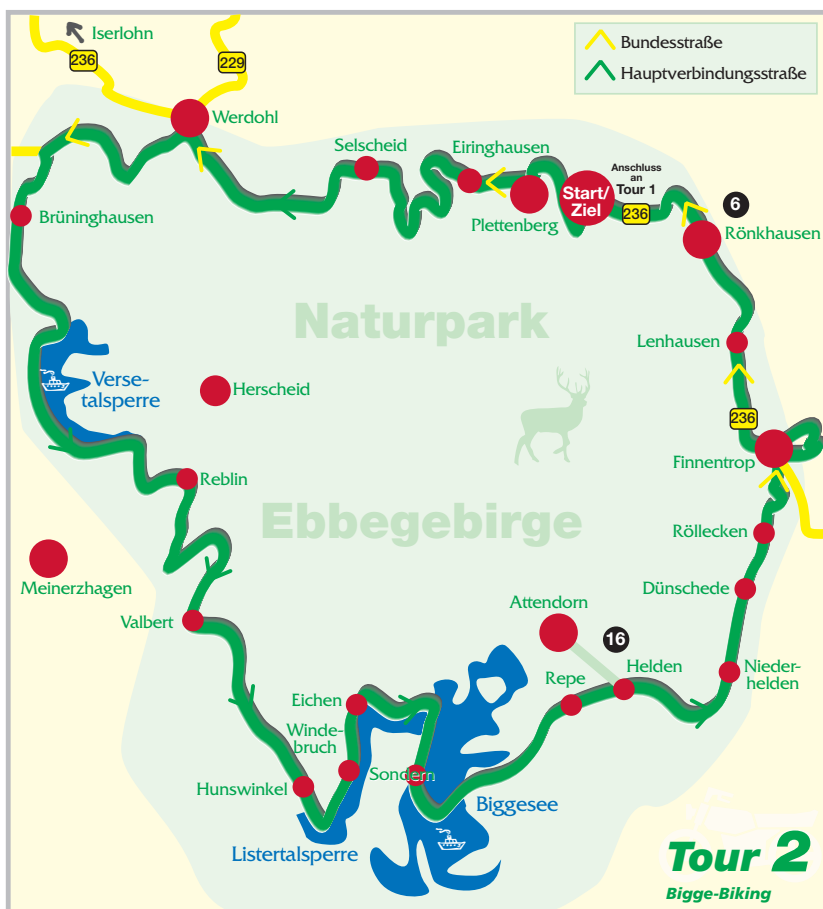 Iserlohn
236
229
Bundesstraße
Hauptverbindungsstraße
Werdohl
Selscheid
Eiringhausen
Plettenberg
Start/
Ziel
Anschluss
an
Tour 1
236
6
Rönkhausen
Brüninghausen
Naturpark
Lenhausen
Verse-
talsperre
Herscheid
236
Finnentrop
Reblin
Ebbegebirge
Röllecken
Meinerzhagen
Dünschede
Attendorn
Valbert
16
Helden
Repe
Nieder-
helden
Eichen
Winde-
bruch
Sondern
Hunswinkel
Biggesee
Listertalsperre
Tour 2
Bigge-Biking